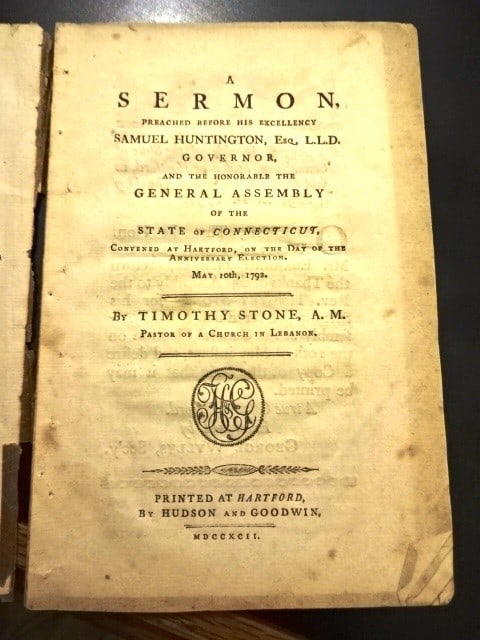 A
SERMON,
PREACHED BEFORE HIS EXCELLENCY
SAMUEL HUNTINGTON, Esq. L.L.D.
GOVERNOR,
AND THE HONORABLE THE
GENERAL ASSEMBLY
OF THE
STATE OF CONNECTICUT,
CONVENED AT HARTFORD, ON THE DAY OF THE
ANNIVERSARY ELECTION.
MAY 10th, 1792.
BY TIMOTHY STONE, A. M.
PASTOR OF A CHURCH IN LEBANON.
H&G
PRINTED AT HARTFORD,
BY HUDSON AND GOODWIN,
MDCCXCII.